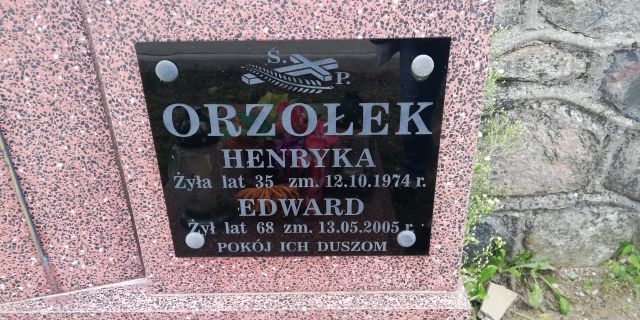 Ś. P.
ORZOŁEK
HENRYKA
Żyła lat 35 zm. 12.10.1974 r.
EDWARD
Żył lat 68 zm. 13.05.2005 r.
POKÓJ ICH DUSZOM